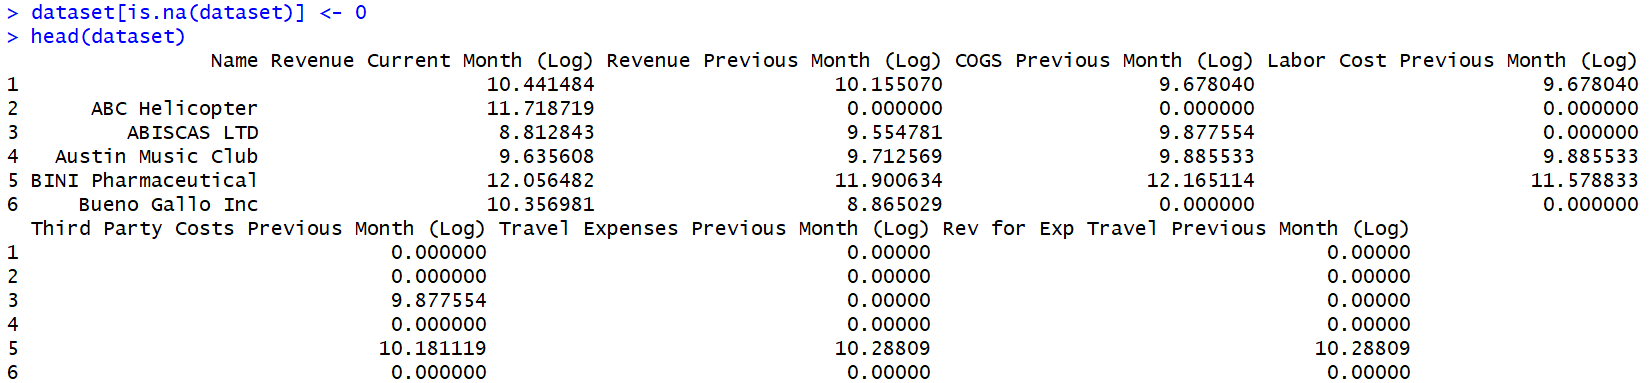 > dataset[is.na(dataset)] <- 0
> head(dataset)
Name Revenue Current Month (Log) Revenue Previous Month (Log) COGS Previous Month (Log) Labor Cost Previous Month (Log)
1 10.441484 10.155070 9.678040 9.678040
2 ABC Helicopter 11.718719 0.000000 0.000000 0.000000
3 ABISCAS LTD 8.812843 9.554781 9.877554 0.000000
4 Austin Music Club 9.635608 9.712569 9.885533 9.885533
5 BINI Pharmaceutical 12.056482 11.900634 12.165114 11.578833
6 Bueno Gallo Inc 10.356981 8.865029 0.000000 0.000000
Third Party Costs Previous Month (Log) Travel Expenses Previous Month (Log) Rev for Exp Travel Previous Month (Log)
1 0.000000 0.00000 0.00000
2 0.000000 0.00000 0.00000
3 9.877554 0.00000 0.00000
4 0.000000 0.00000 0.00000
5 10.181119 10.28809 10.28809
6 0.000000 0.00000 0.00000